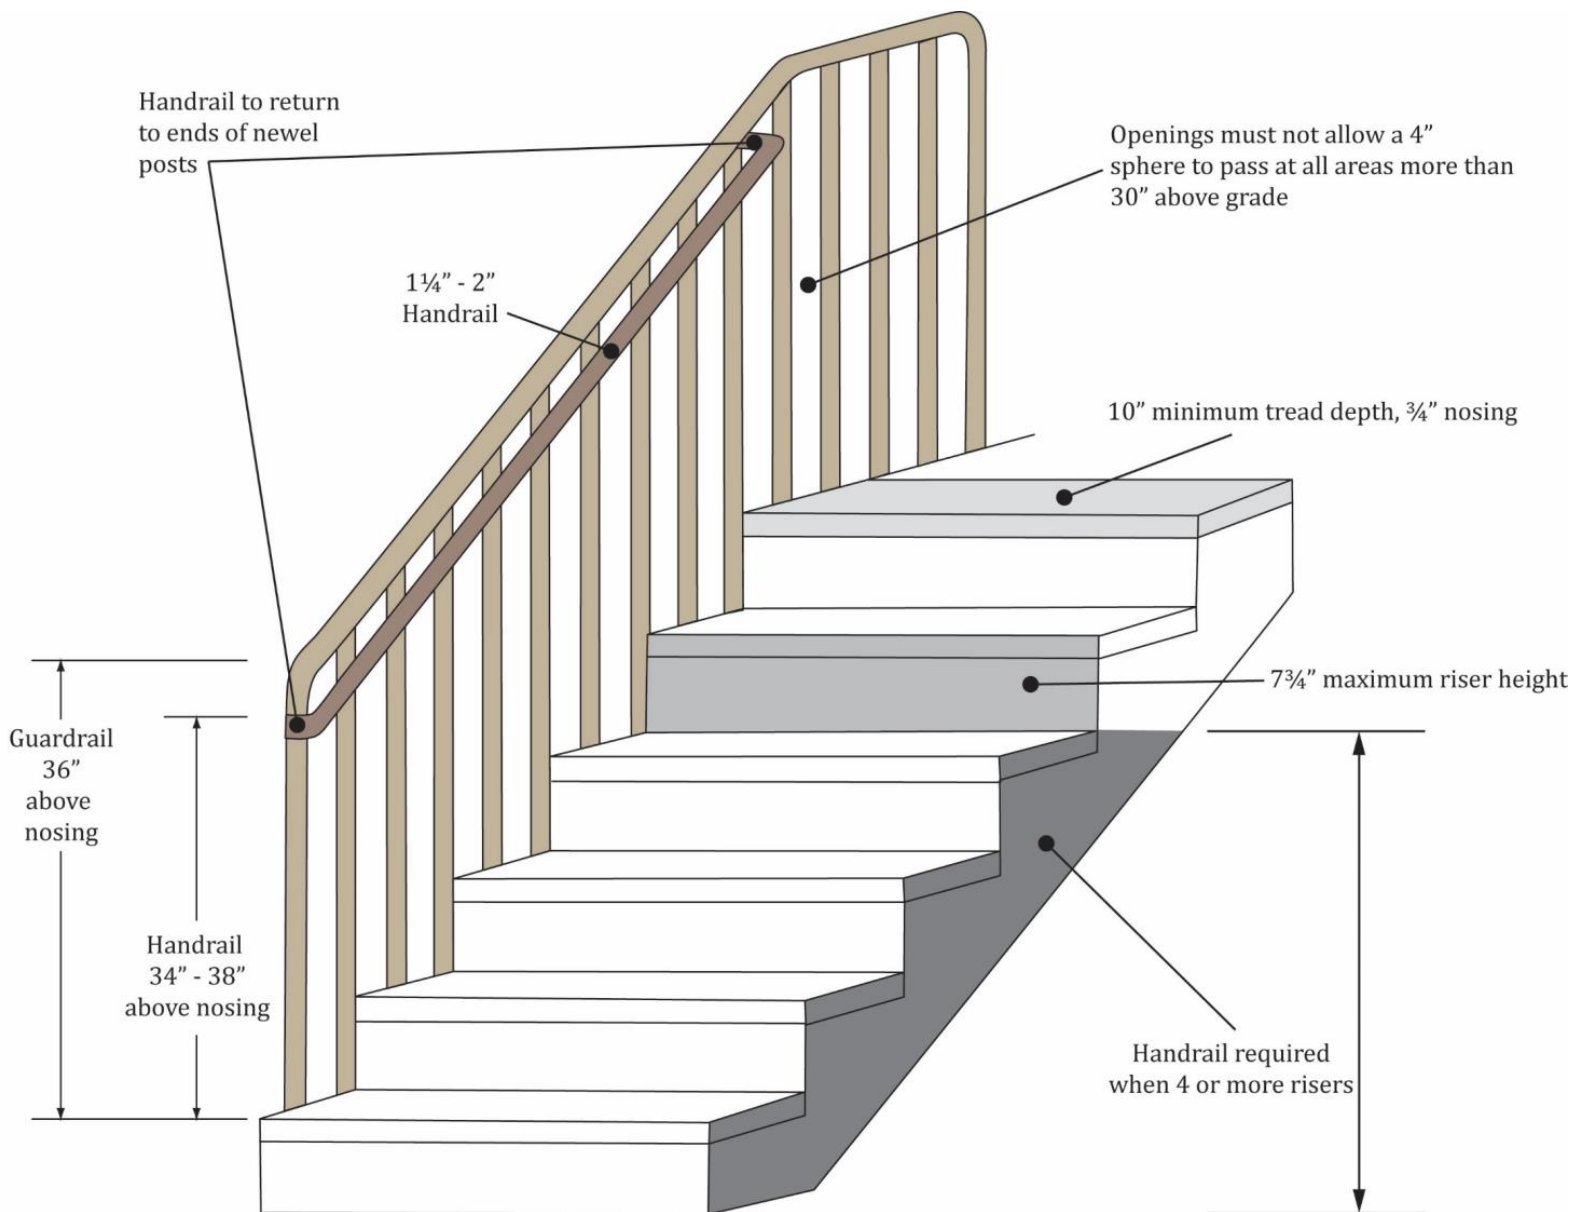 Handrail to return
to ends of newel
posts
Openings must not allow a 4”
sphere to pass at all areas more than
30” above grade
1¼” - 2”
Handrail
10” minimum tread depth, ¾” nosing
7¾” maximum riser height
Guardrail
36”
above
nosing
Handrail
34” - 38”
above nosing
Handrail required
when 4 or more risers